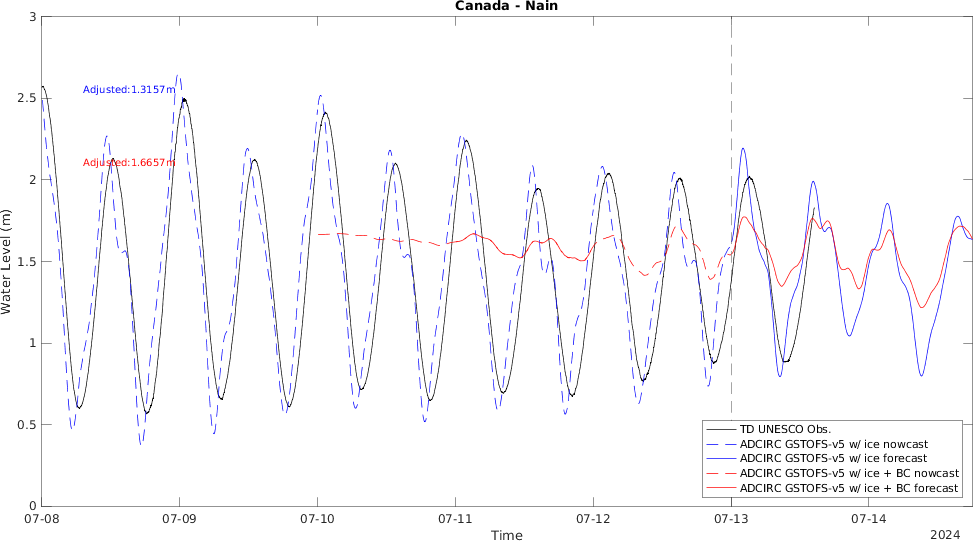 Canada - Nain
3
2.5
2
1.5
1
0.5
0
Water Level (m)
Adjusted:1.3157m
Adjusted:1.6657m
TD UNESCO Obs.
ADCIRC GSTOFS-v5 w/ ice nowcast
ADCIRC GSTOFS-v5 w/ ice forecast
ADCIRC GSTOFS-v5 w/ ice + BC nowcast
ADCIRC GSTOFS-v5 w/ ice + BC forecast
07-08 07-09 07-10 07-11 07-12 07-13 07-14
Time
2024